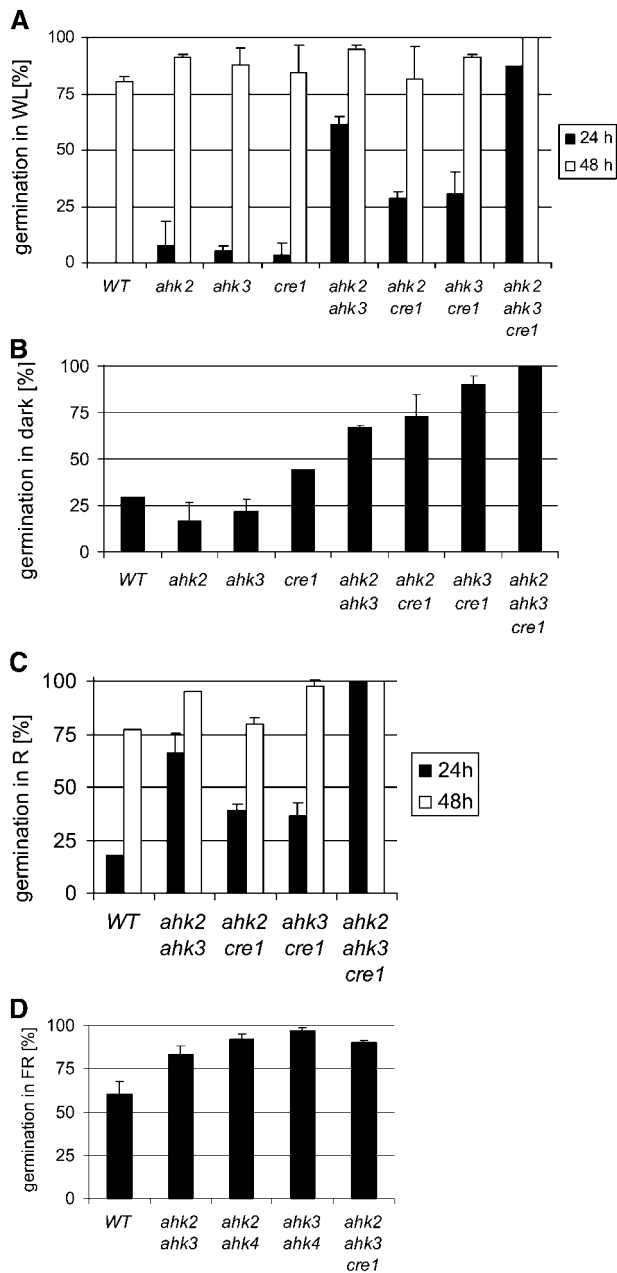 A
germination in WL[%]
100
75
50
25
0
WT ahk2 ahk3 cre1 ahk2 ahk2 ahk3 ahk2
ahk3 cre1 cre1 ahk3
cre1
24 h
48 h
B
germination in dark [%]
100
75
50
25
0
WT ahk2 ahk3 cre1 ahk2 ahk2 ahk3 ahk2
ahk3 cre1 cre1 ahk3
cre1
C
germination in R [%]
100
75
50
25
0
WT ahk2 ahk2 ahk3 ahk2
ahk3 cre1 cre1 ahk3
cre1
24h
48h
D
germination in FR [%]
100
75
50
25
0
WT ahk2 ahk2 ahk3 ahk2
ahk3 ahk4 ahk4 ahk3
cre1